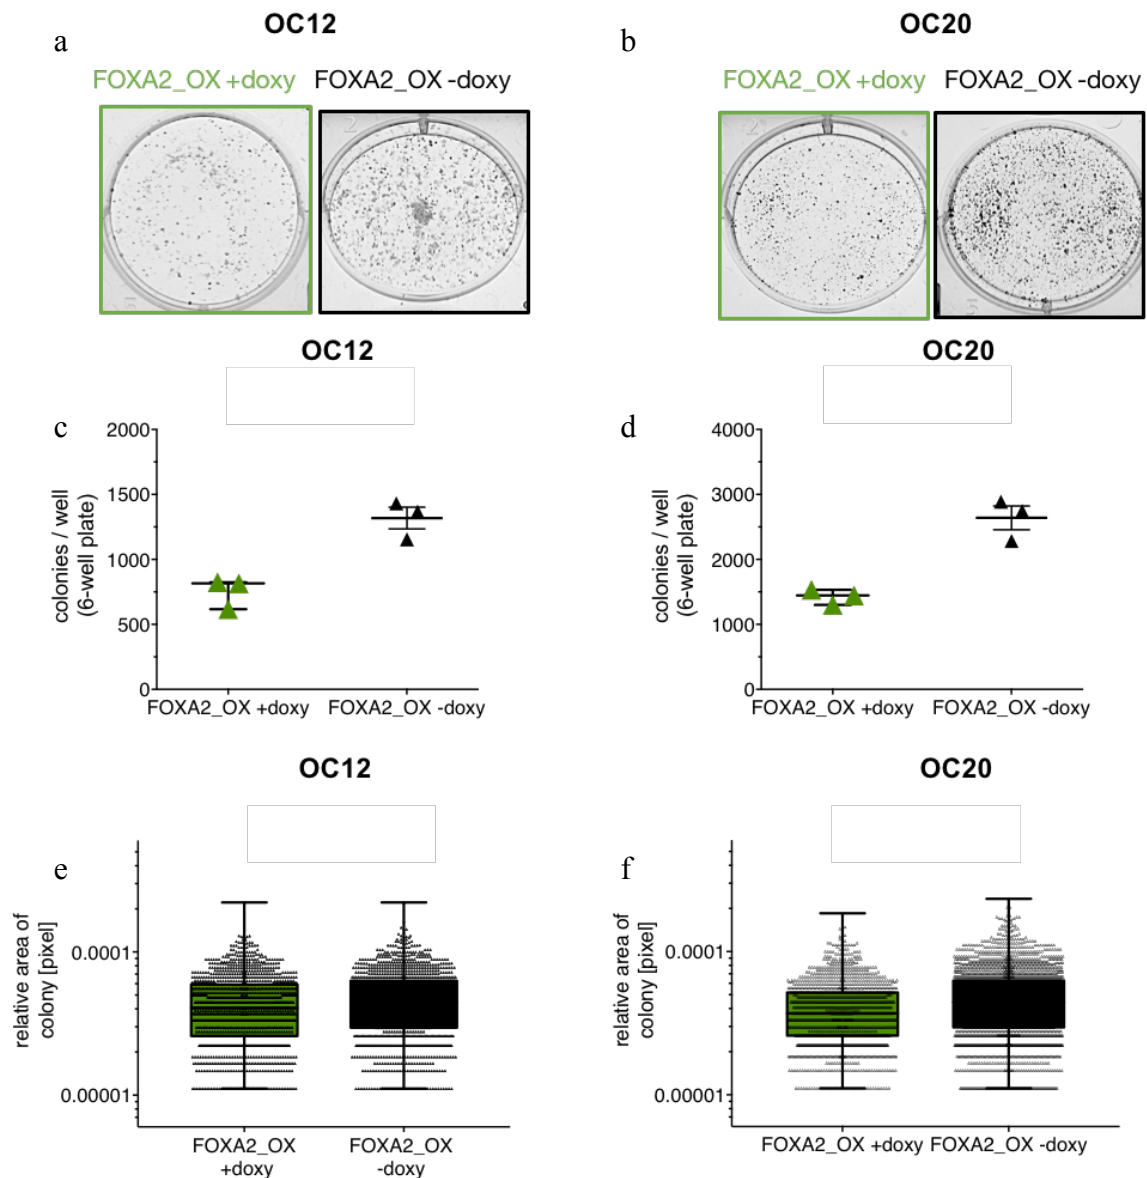 OC12
OC20
a
b
FOXA2_OX +doxy FOXA2_OX -doxy
FOXA2_OX +doxy FOXA2_OX -doxy
OC12
OC20
c
d
colonies / well
(6-well plate)
2000
1500
1000
500
0
FOXA2_OX +doxy FOXA2_OX -doxy
colonies / well
(6-well plate)
4000
3000
2000
1000
0
FOXA2_OX +doxy FOXA2_OX -doxy
OC12
OC20
e
f
relative area of
colony [pixel]
0.0001
0.00001
FOXA2_OX
+doxy
FOXA2_OX
-doxy
relative area of
colony [pixel]
0.0001
0.00001
FOXA2_OX +doxy FOXA2_OX -doxy